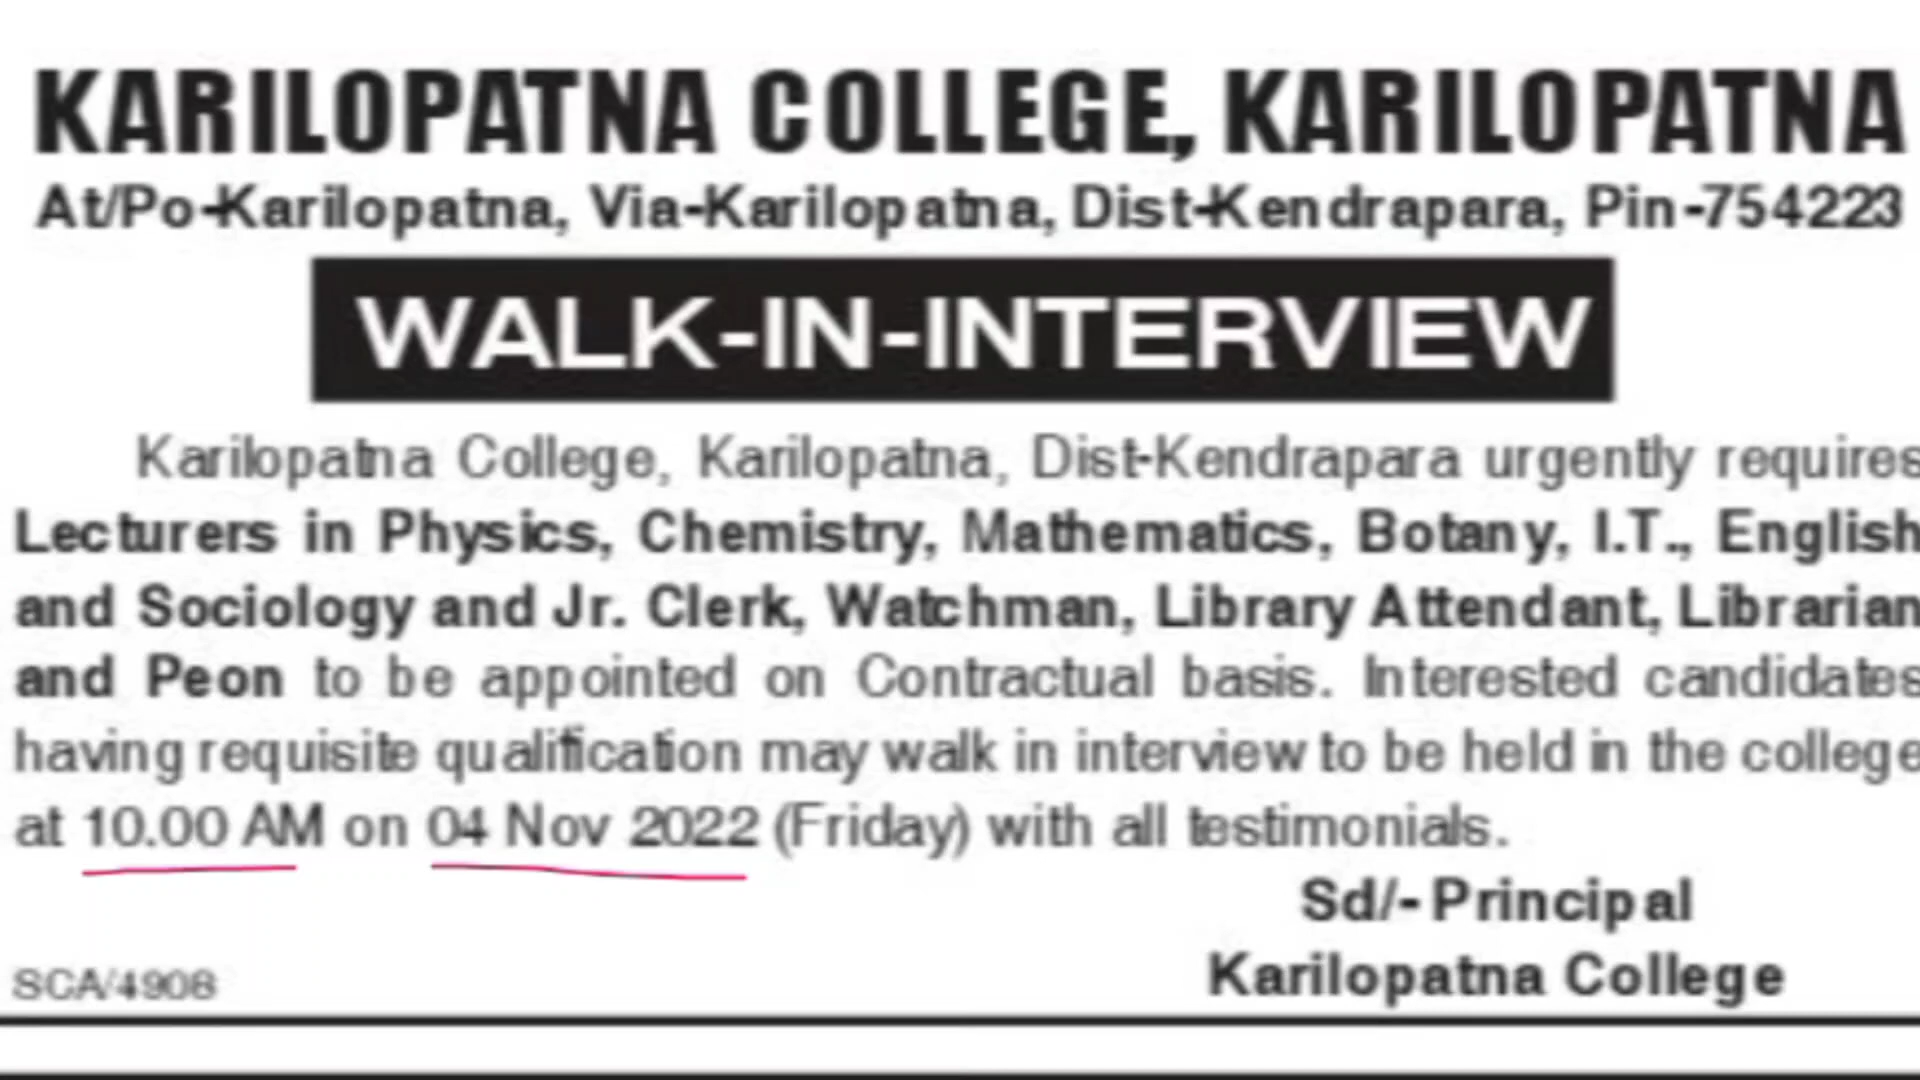 KARILOPATNA COLLEGE, KARILOPATNA
At/Po-Karilopatna, Via-Karilopatna, Dist-Kendrapara, Pin-754223
WALK-IN-INTERVIEW
Karilopatna College, Karilopatna, Dist-Kendrapara urgently requires
Lecturers in Physics, Chemistry, Mathematics, Botany, I.T., English
and Sociology and Jr. Clerk, Watchman, Library Attendant, Librarian
and Peon to be appointed on Contractual basis. Interested candidates
having requisite qualification may walk in interview to be held in the college
at 10.00 AM on 04 Nov 2022 (Friday) with all testimonials.
Sd/- Principal
Karilopatna College
SCA/4908